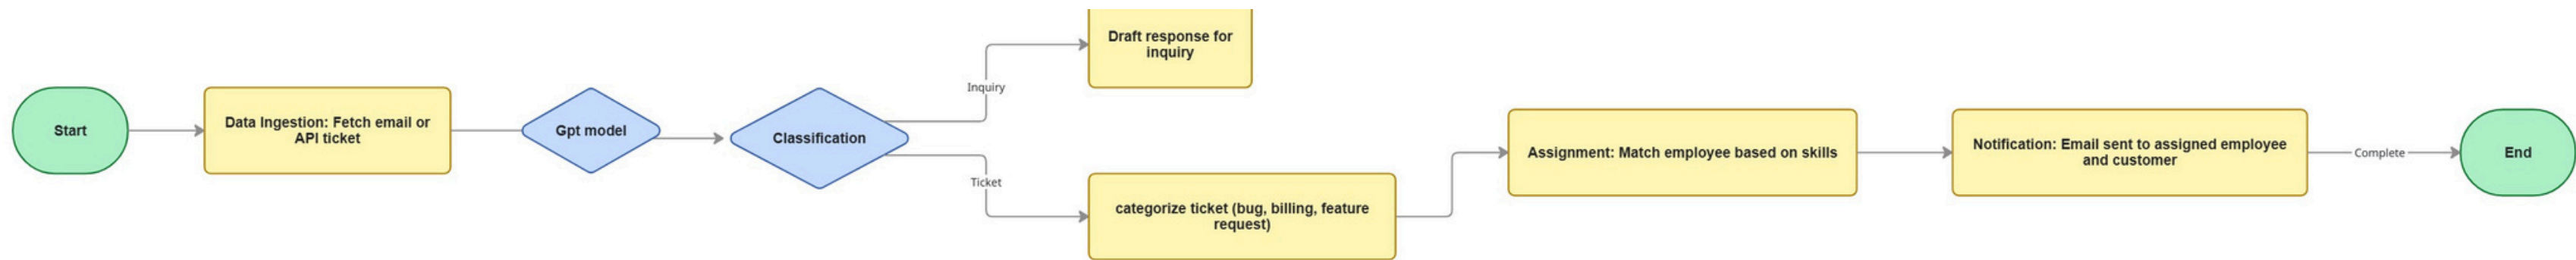 Start
Data Ingestion: Fetch email or
API ticket
Gpt model
Classification
Inquiry
Draft response for
inquiry
Ticket
categorize ticket (bug, billing, feature
request)
Assignment: Match employee based on skills
Notification: Email sent to assigned employee
and customer
Complete
End